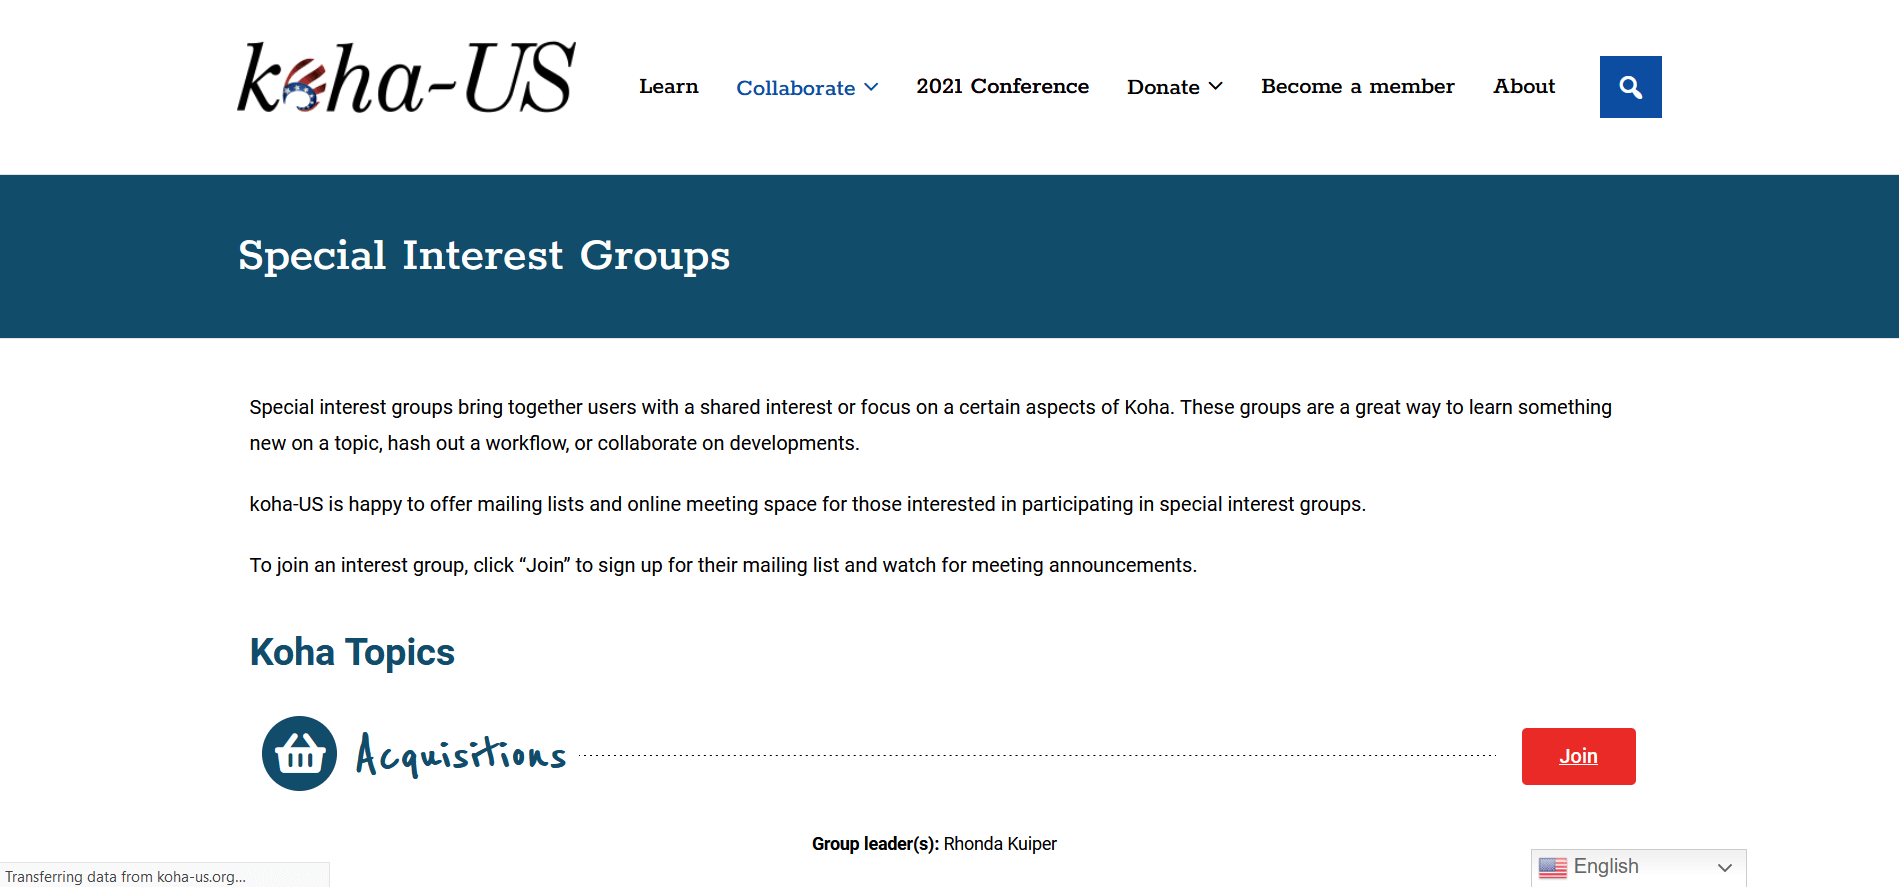 koha-US
Learn
Collaborate
2021 Conference
Donate
Become a member
About
Special Interest Groups
Special interest groups bring together users with a shared interest or focus on a certain aspects of Koha. These groups are a great way to learn something
new on a topic, hash out a workflow, or collaborate on developments.
koha-US is happy to offer mailing lists and online meeting space for those interested in participating in special interest groups.
To join an interest group, click “Join” to sign up for their mailing list and watch for meeting announcements.
Koha Topics
Acquisitions
Join
Group leader(s): Rhonda Kuiper
English
Transferring data from koha-us.org...